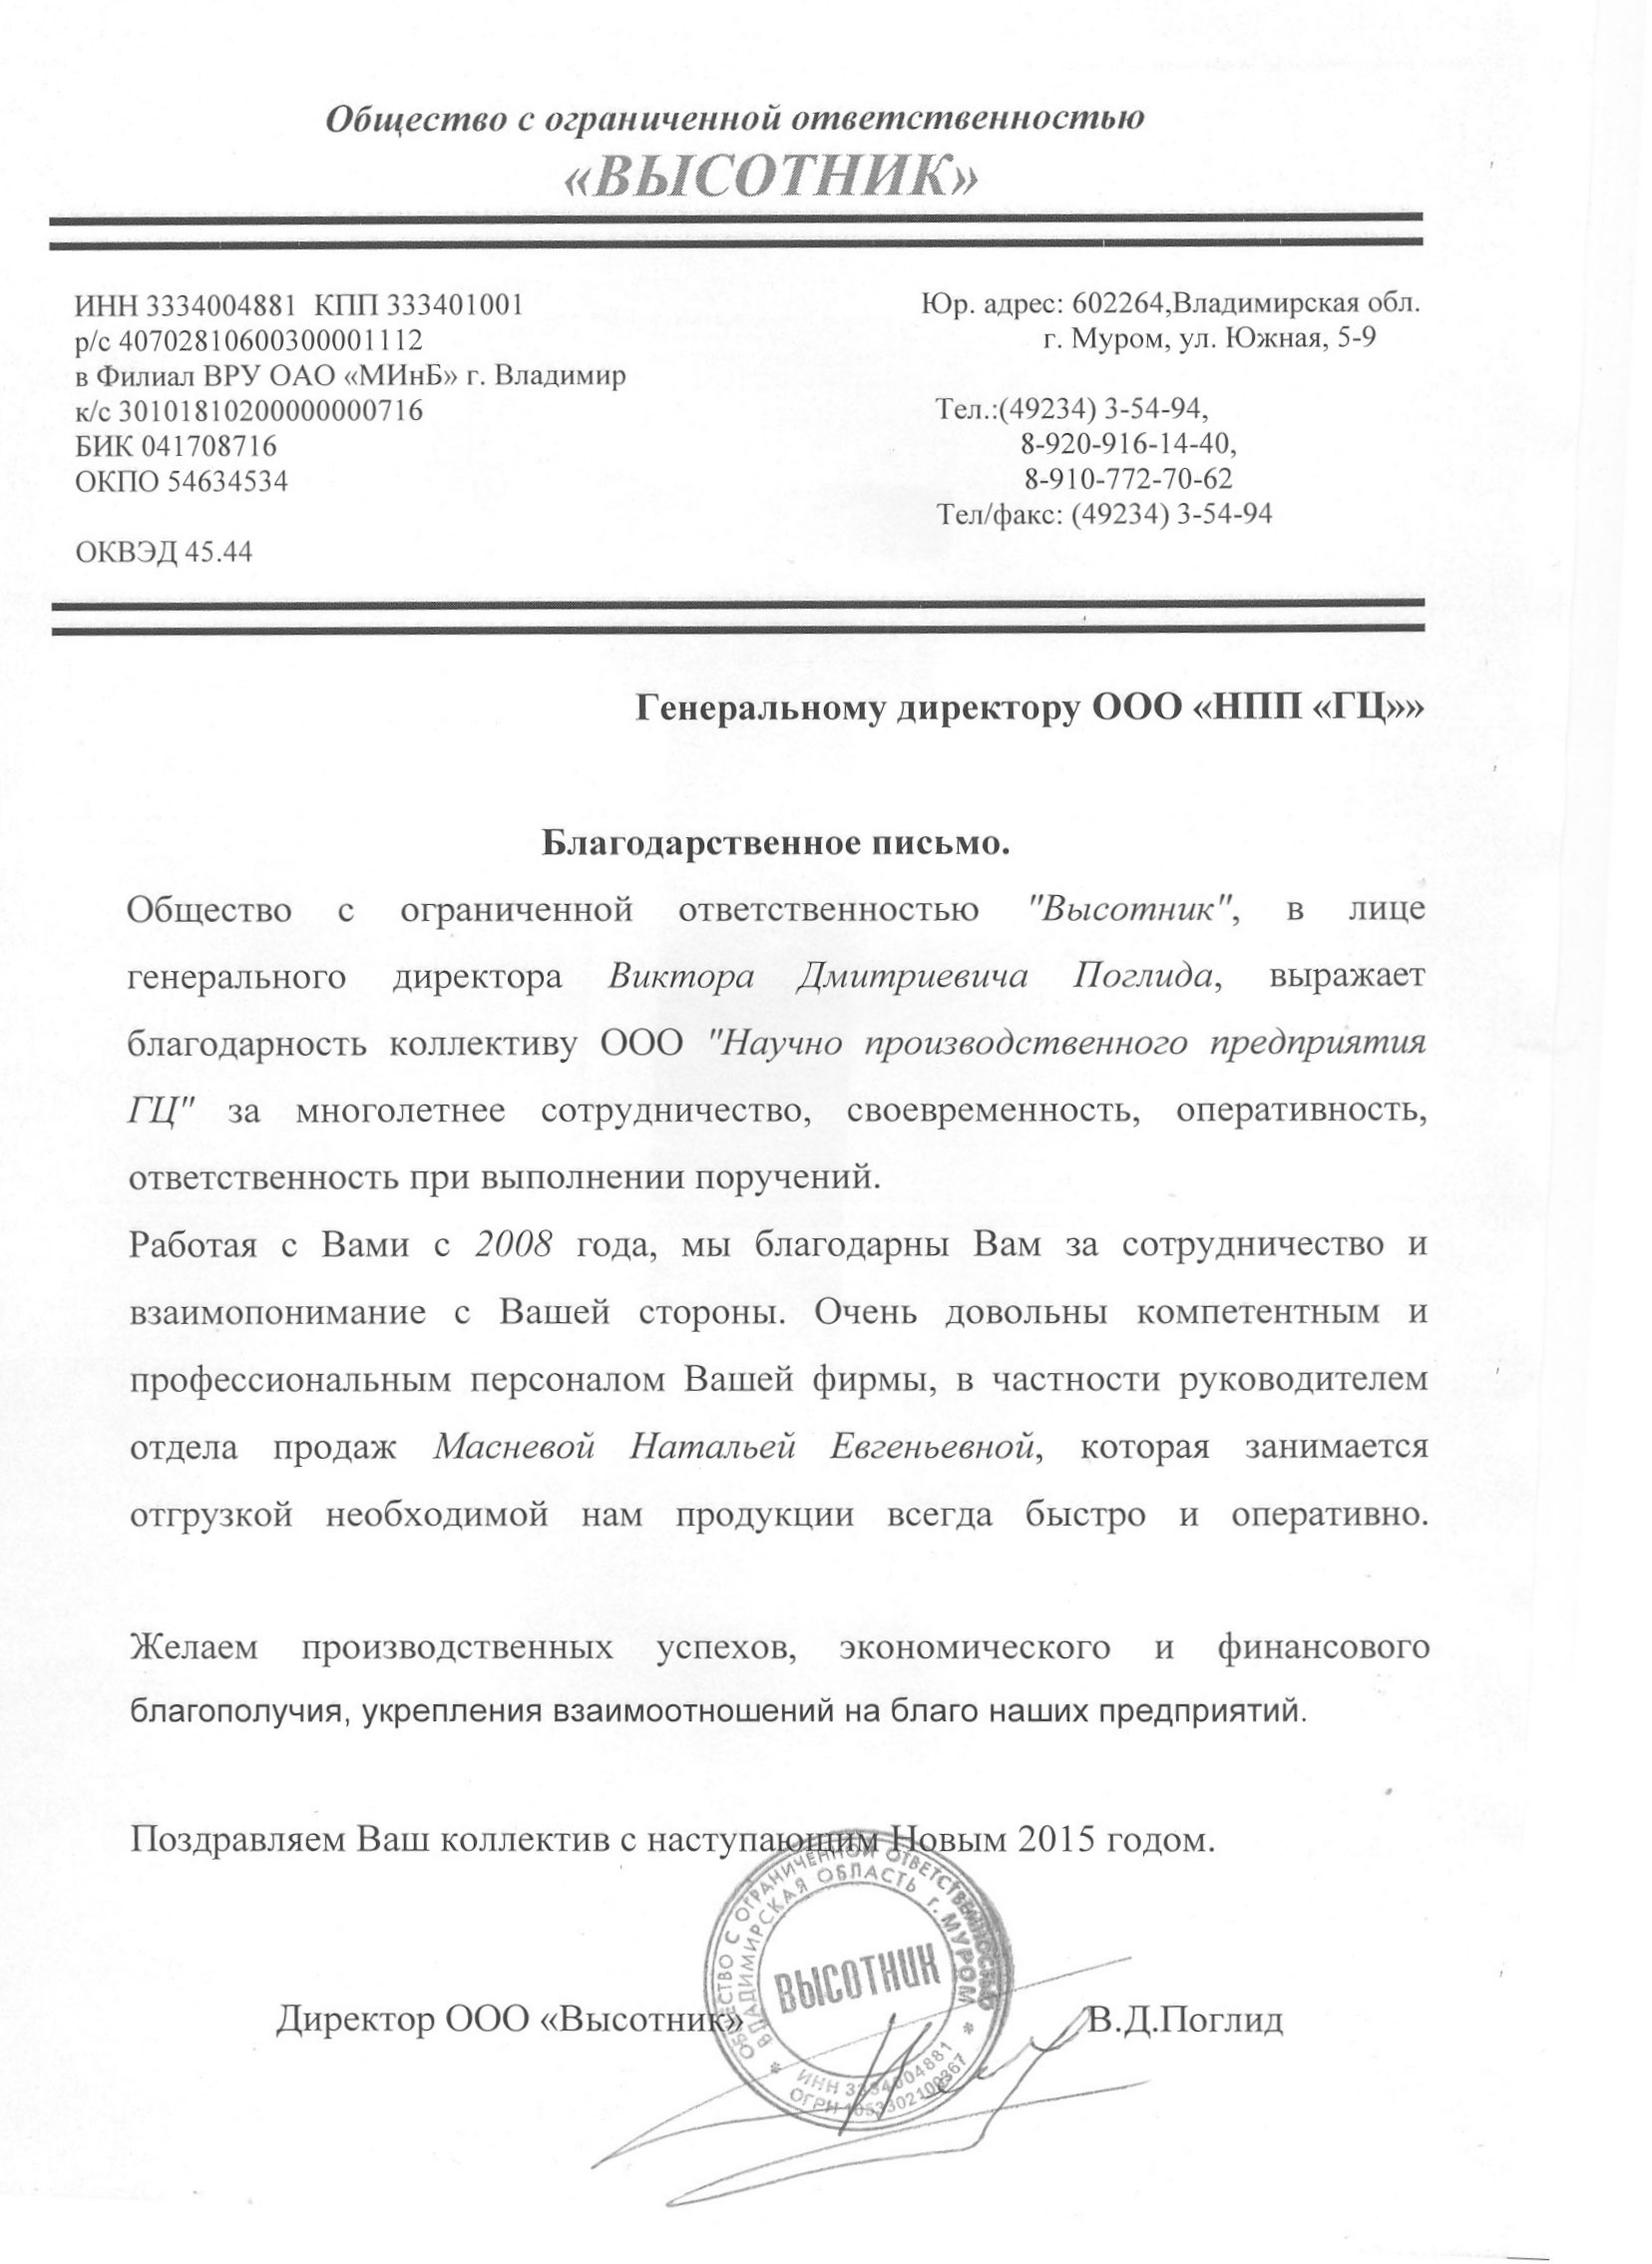 Общество с ограниченной ответственностью
«ВЫСОТНИК»
ИНН 3334004881 КПП 333401001
р/с 40702810600300001112
в Филиал ВРУ ОАО «МИнБ» г. Владимир
к/с 30101810200000000716
БИК 041708716
ОКПО 54634534
ОКВЭД 45.44
Юр. адрес: 602264,Владимирская обл.
г. Муром, ул. Южная, 5-9
Тел.:(49234) 3-54-94,
8-920-916-14-40,
8-910-772-70-62
Тел/факс: (49234) 3-54-94
Генеральному директору ООО «НПП «ГЦ»»
Благодарственное письмо.
Общество с ограниченной ответственностью "Высотник", в лице
генерального директора Виктора Дмитриевича Поглида, выражает
благодарность коллективу ООО "Научно производственного предприятия
ГЦ" за многолетнее сотрудничество, своевременность, оперативность,
ответственность при выполнении поручений.
Работая с Вами с 2008 года, мы благодарны Вам за сотрудничество и
взаимопонимание с Вашей стороны. Очень довольны компетентным и
профессиональным персоналом Вашей фирмы, в частности руководителем
отдела продаж Масневой Натальей Евгеньевной, которая занимается
отгрузкой необходимой нам продукции всегда быстро и оперативно.
Желаем производственных успехов, экономического и финансового
благополучия, укрепления взаимоотношений на благо наших предприятий.
Поздравляем Ваш коллектив с наступающим Новым 2015 годом.
Директор ООО «Высотник» В.Д.Поглид
ОБЩЕСТВО С ОГРАНИЧЕННОЙ ОТВЕТСТВЕННОСТЬЮ
ВЛАДИМИРСКАЯ ОБЛАСТЬ г. МУРОМ
ВЫСОТНИК
ИНН 3334004881
ОГРН 1053302100367